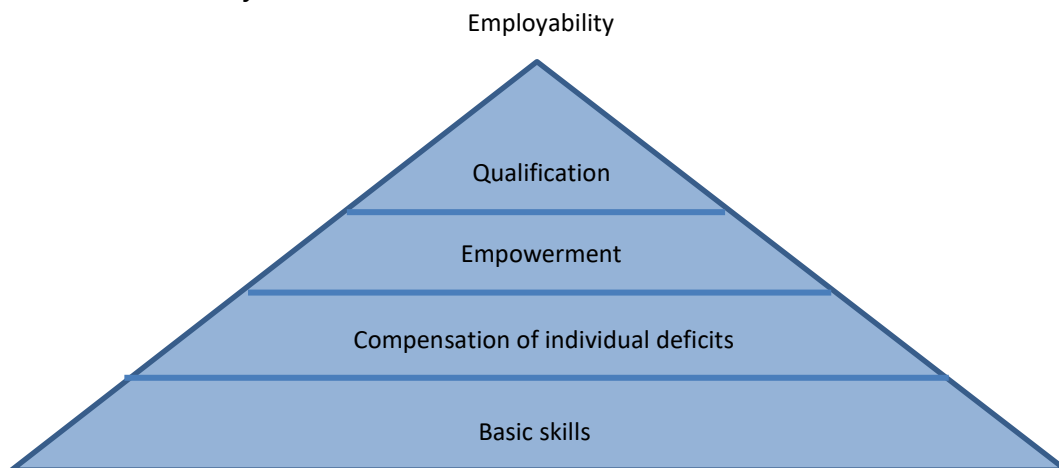 Employability
Qualification
Empowerment
Compensation of individual deficits
Basic skills